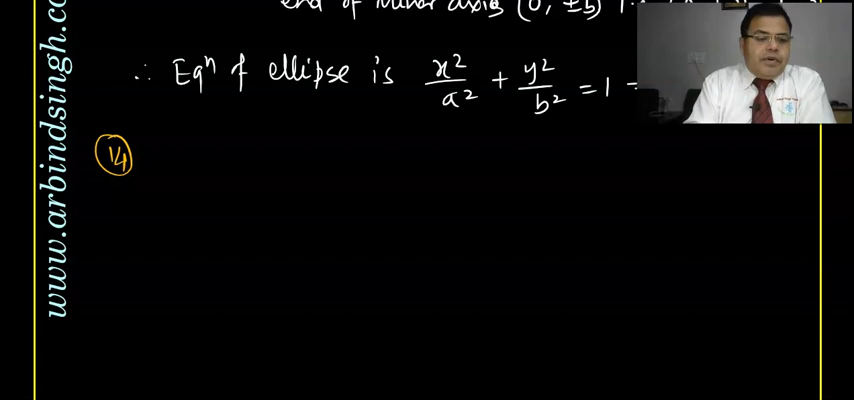 end of minor axis (0, ±b)
∴ Eqⁿ of ellipse is x²/a² + y²/b² = 1
14
www.arbindsingh.co